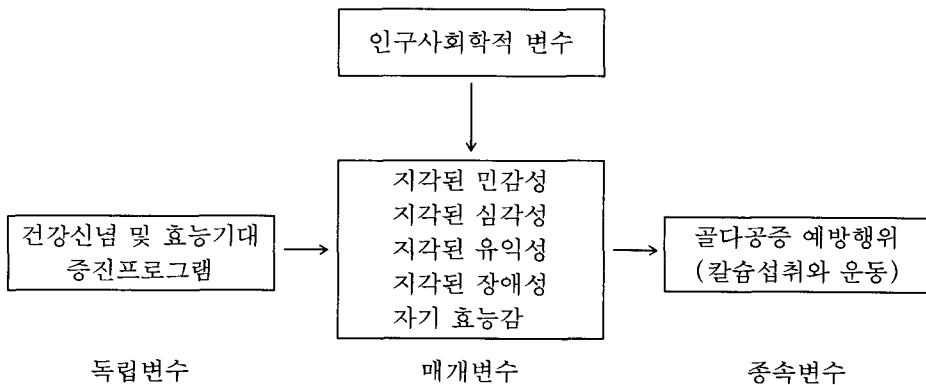 인구사회학적 변수
건강신념 및 효능기대
증진프로그램
지각된 민감성
지각된 심각성
지각된 유익성
지각된 장애성
자기 효능감
골다공증 예방행위
(칼슘섭취와 운동)
독립변수
매개변수
종속변수